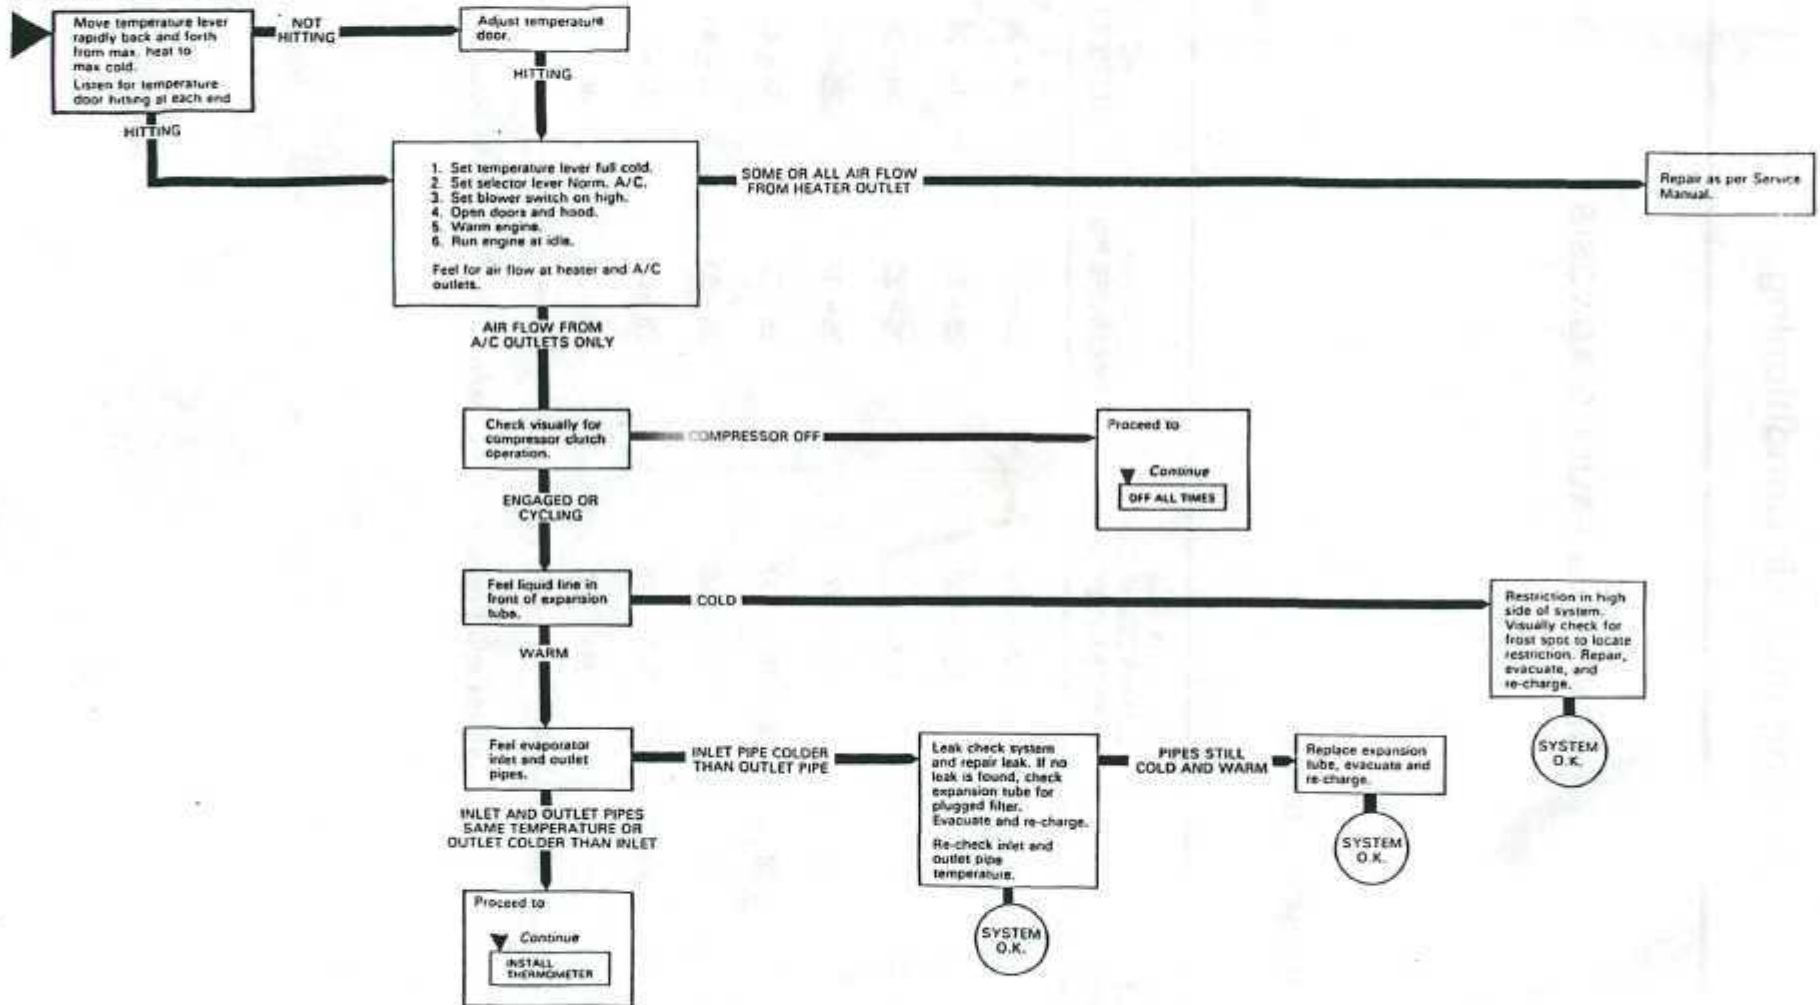 Move temperature lever
rapidly back and forth
from max. heat to
max cold.
Listen for temperature
door hitting at each end
NOT
HITTING
Adjust temperature
door.
HITTING
HITTING
1. Set temperature lever full cold.
2. Set selector lever Norm. A/C.
3. Set blower switch on high.
4. Open doors and hood.
5. Warm engine.
6. Run engine at idle.
Feel for air flow at heater and A/C
outlets.
SOME OR ALL AIR FLOW
FROM HEATER OUTLET
Repair as per Service
Manual.
AIR FLOW FROM
A/C OUTLETS ONLY
Check visually for
compressor clutch
operation.
COMPRESSOR OFF
Proceed to
Continue
OFF ALL TIMES
ENGAGED OR
CYCLING
Feel liquid line in
front of expansion
tube.
COLD
Restriction in high
side of system.
Visually check for
frost spot to locate
restriction. Repair,
evacuate, and
re-charge.
SYSTEM
O.K.
WARM
Feel evaporator
inlet and outlet
pipes.
INLET PIPE COLDER
THAN OUTLET PIPE
Leak check system
and repair leak. If no
leak is found, check
expansion tube for
plugged filter.
Evacuate and re-charge.
Re-check inlet and
outlet pipe
temperature.
PIPES STILL
COLD AND WARM
Replace expansion
tube, evacuate and
re-charge.
SYSTEM
O.K.
SYSTEM
O.K.
INLET AND OUTLET PIPES
SAME TEMPERATURE OR
OUTLET COLDER THAN INLET
Proceed to
Continue
INSTALL
THERMOMETER